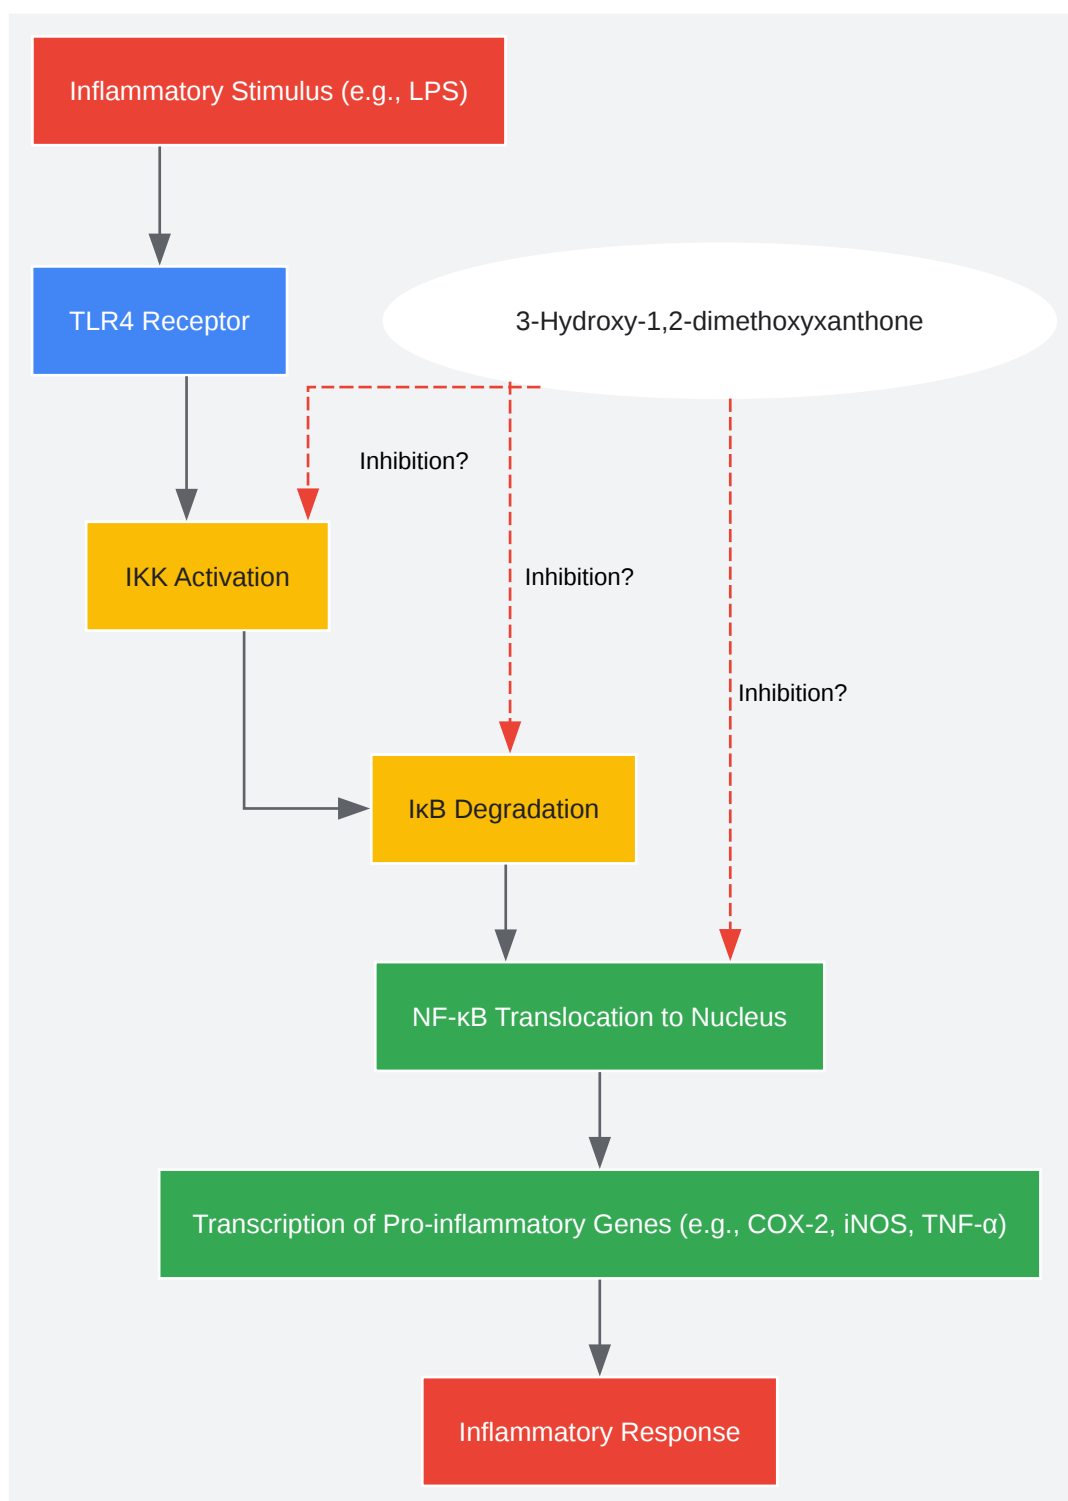 Inflammatory Stimulus (e.g., LPS)
TLR4 Receptor
3-Hydroxy-1,2-dimethoxyxanthone
Inhibition?
IKK Activation
Inhibition?
Inhibition?
IκB Degradation
NF-κB Translocation to Nucleus
Transcription of Pro-inflammatory Genes (e.g., COX-2, iNOS, TNF-α)
Inflammatory Response